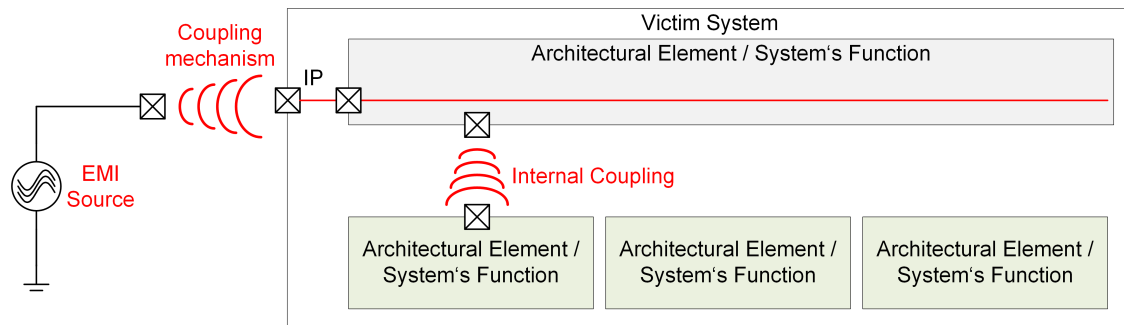 Victim System
Coupling
mechanism
IP
Architectural Element / System‘s Function
EMI
Source
Internal Coupling
Architectural Element /
System‘s Function
Architectural Element /
System‘s Function
Architectural Element /
System‘s Function